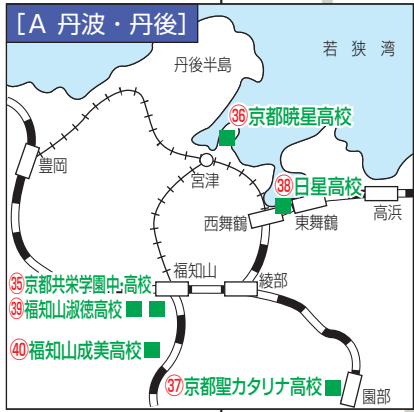 [A 丹波・丹後]
若狭湾
丹後半島
㊱京都暁星高校
豊岡
宮津
㊳日星高校
西舞鶴
東舞鶴
高浜
㉟京都共栄学園中・高校
福知山
綾部
㊴福知山淑徳高校
㊵福知山成美高校
㊲京都聖カタリナ高校
園部